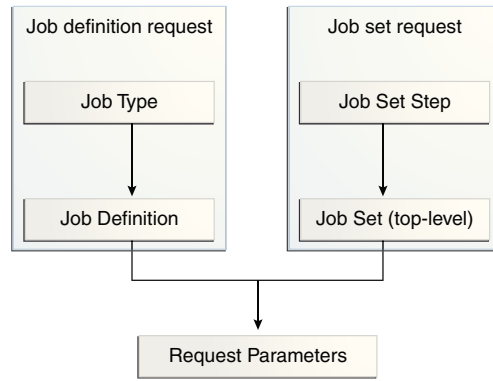 Job definition request
Job Type
Job Definition
Job set request
Job Set Step
Job Set (top-level)
Request Parameters